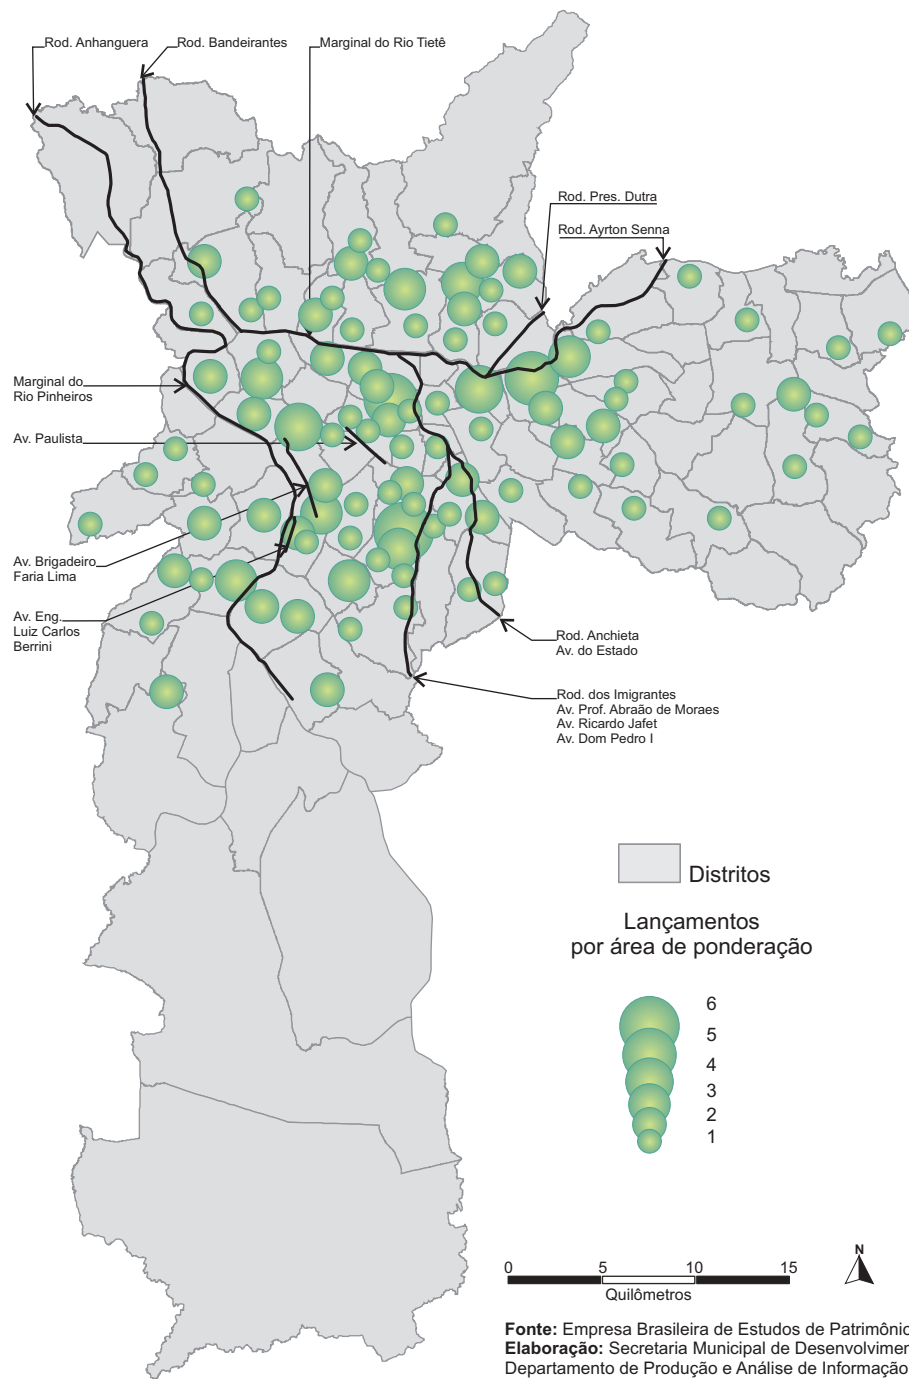 Rod. Anhanguera
Rod. Bandeirantes
Marginal do Rio Tietê
Rod. Pres. Dutra
Rod. Ayrton Senna
Marginal do
Rio Pinheiros
Av. Paulista
Av. Brigadeiro
Faria Lima
Av. Eng.
Luiz Carlos
Berrini
Rod. Anchieta
Av. do Estado
Rod. dos Imigrantes
Av. Prof. Abraão de Moraes
Av. Ricardo Jafet
Av. Dom Pedro I
Distritos
Lançamentos
por área de ponderação
6
5
4
3
2
1
N
0 5 10 15
Quilômetros
Fonte: Empresa Brasileira de Estudos de Patrimônio
Elaboração: Secretaria Municipal de Desenvolvimen
Departamento de Produção e Análise de Informação